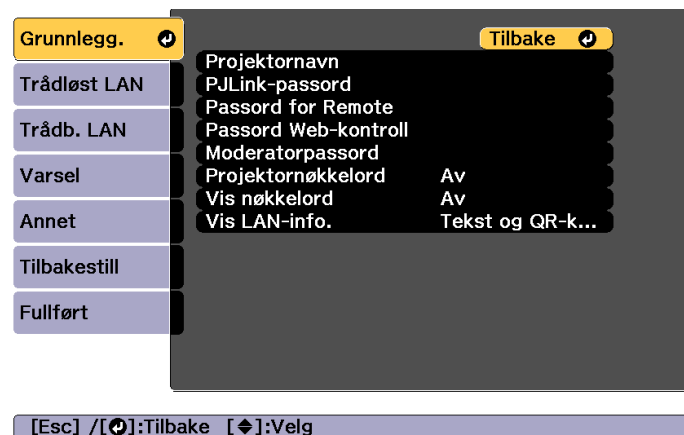 Grunnlegg.
Trådløst LAN
Trådb. LAN
Varsel
Annet
Tilbakestill
Fullført
Tilbake
Projektornavn
PJLink-passord
Passord for Remote
Passord Web-kontroll
Moderatorpassord
Projektornøkkelord Av
Vis nøkkelord Av
Vis LAN-info. Tekst og QR-k...
[Esc] /[⏎]:Tilbake [◆]:Velg